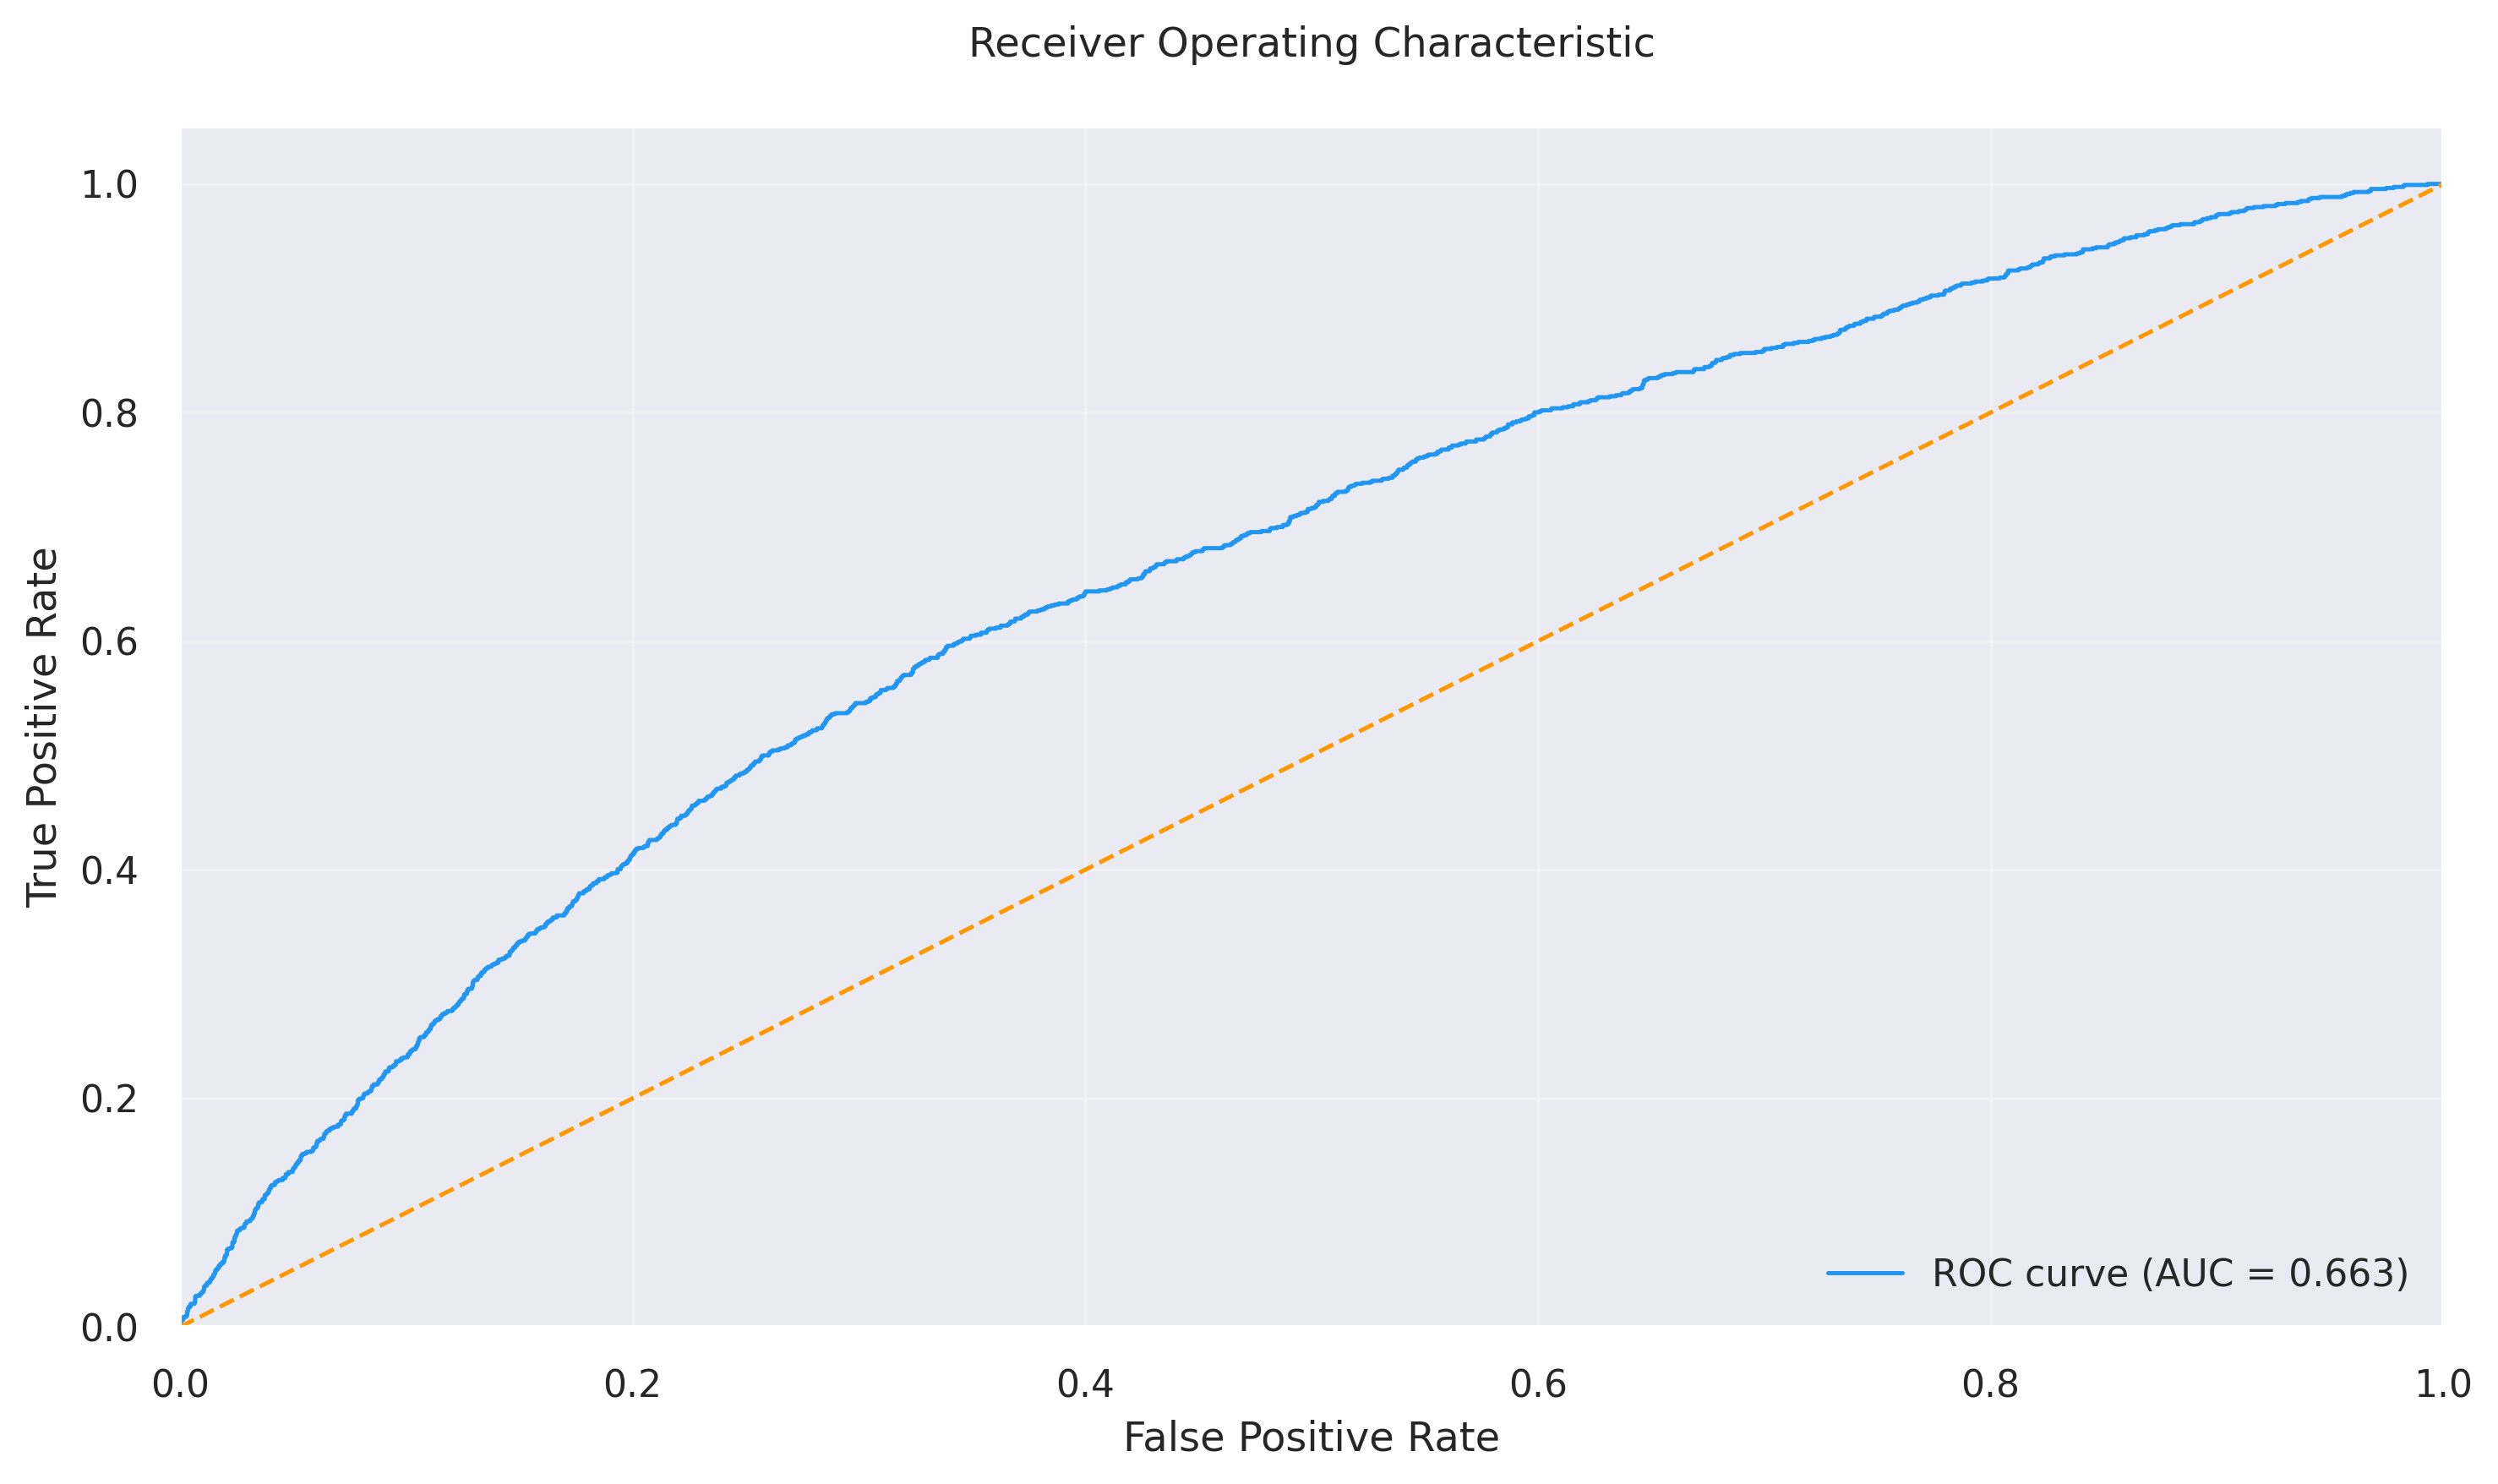 Receiver Operating Characteristic
1.0
0.8
0.6
0.4
0.2
0.0
True Positive Rate
ROC curve (AUC = 0.663)
0.0 0.2 0.4 0.6 0.8 1.0
False Positive Rate